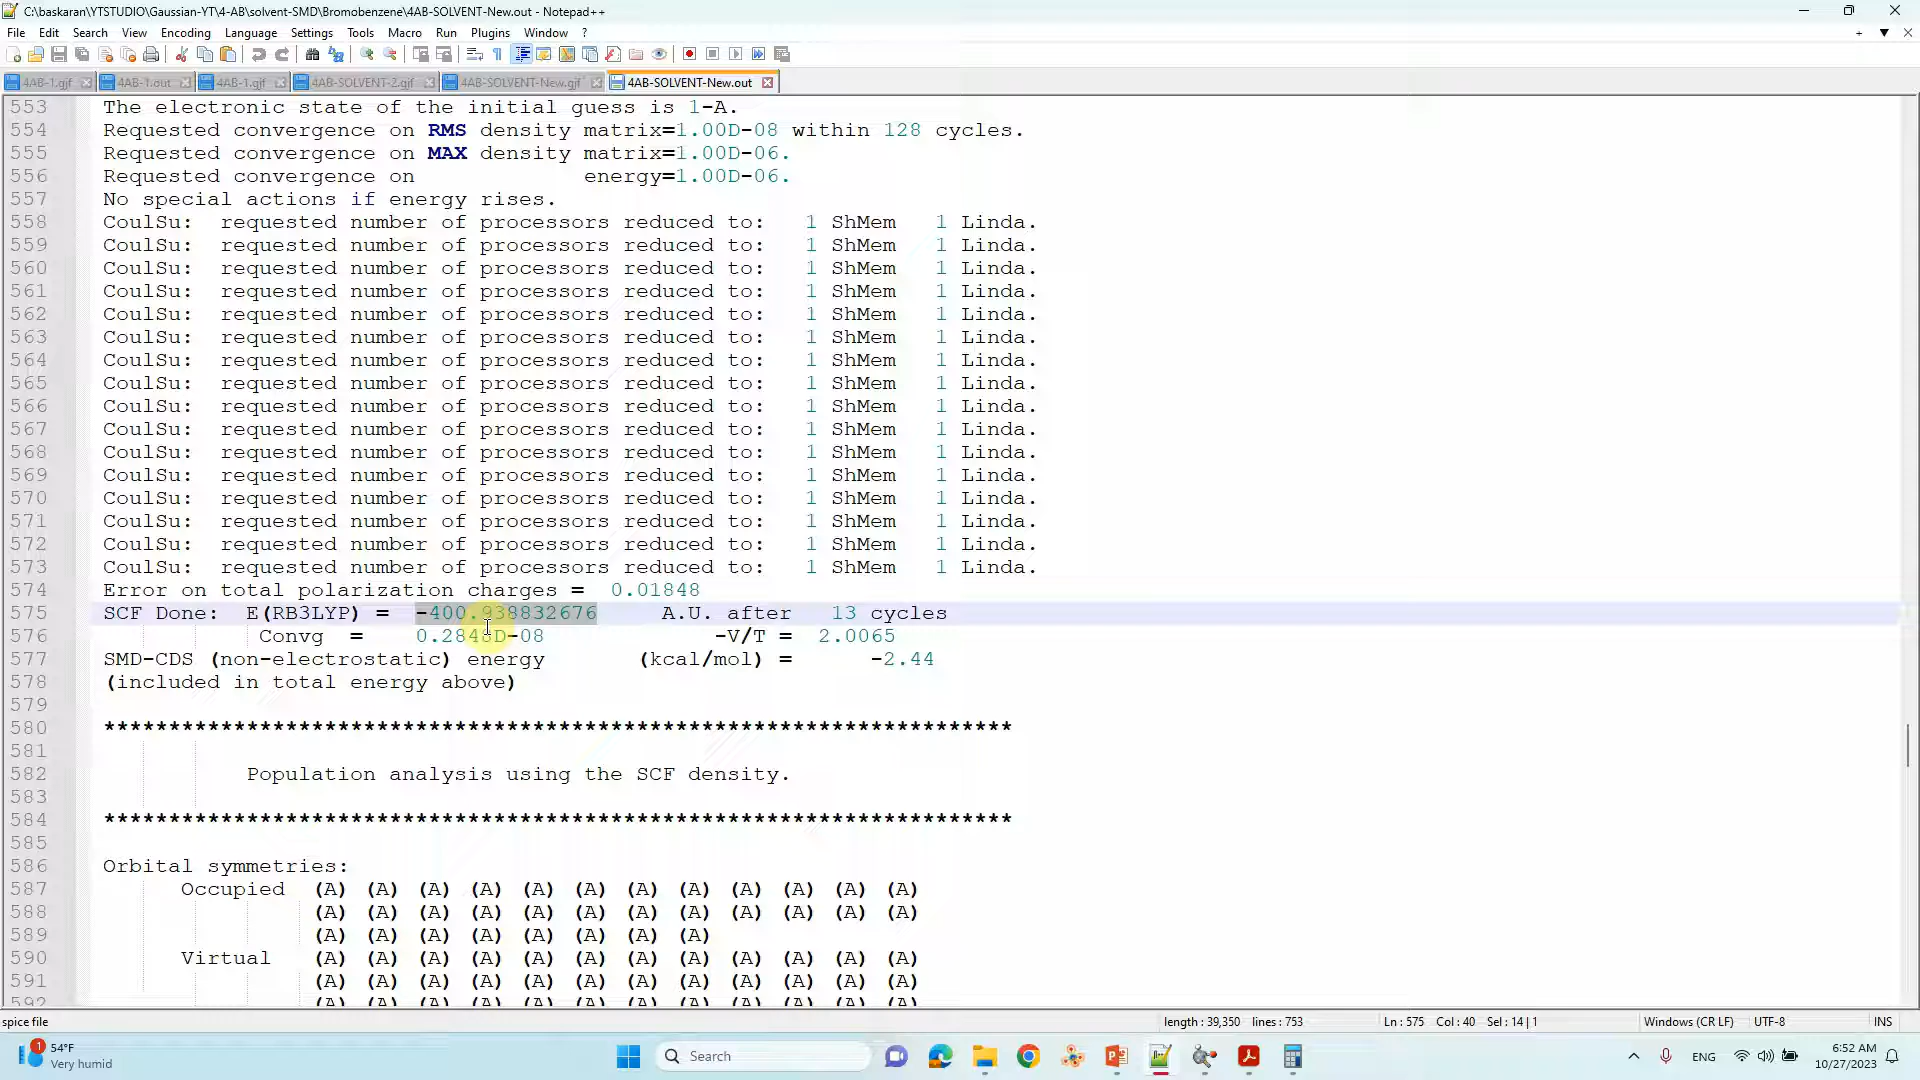 C:\baskaran\YTSTUDIO\Gaussian-YT\4-AB\solvent-SMD\Bromobenzene\4AB-SOLVENT-New.out - Notepad++
File Edit Search View Encoding Language Settings Tools Macro Run Plugins Window ?
4AB-1.gjf 4AB-1.out 4AB-1.gjf 4AB-SOLVENT-2.gjf 4AB-SOLVENT-New.gjf 4AB-SOLVENT-New.out
553 The electronic state of the initial guess is 1-A.
554 Requested convergence on RMS density matrix=1.00D-08 within 128 cycles.
555 Requested convergence on MAX density matrix=1.00D-06.
556 Requested convergence on energy=1.00D-06.
557 No special actions if energy rises.
558 CoulSu: requested number of processors reduced to: 1 ShMem 1 Linda.
559 CoulSu: requested number of processors reduced to: 1 ShMem 1 Linda.
560 CoulSu: requested number of processors reduced to: 1 ShMem 1 Linda.
561 CoulSu: requested number of processors reduced to: 1 ShMem 1 Linda.
562 CoulSu: requested number of processors reduced to: 1 ShMem 1 Linda.
563 CoulSu: requested number of processors reduced to: 1 ShMem 1 Linda.
564 CoulSu: requested number of processors reduced to: 1 ShMem 1 Linda.
565 CoulSu: requested number of processors reduced to: 1 ShMem 1 Linda.
566 CoulSu: requested number of processors reduced to: 1 ShMem 1 Linda.
567 CoulSu: requested number of processors reduced to: 1 ShMem 1 Linda.
568 CoulSu: requested number of processors reduced to: 1 ShMem 1 Linda.
569 CoulSu: requested number of processors reduced to: 1 ShMem 1 Linda.
570 CoulSu: requested number of processors reduced to: 1 ShMem 1 Linda.
571 CoulSu: requested number of processors reduced to: 1 ShMem 1 Linda.
572 CoulSu: requested number of processors reduced to: 1 ShMem 1 Linda.
573 CoulSu: requested number of processors reduced to: 1 ShMem 1 Linda.
574 Error on total polarization charges = 0.01848
575 SCF Done: E(RB3LYP) = -400.938832676 A.U. after 13 cycles
576 Convg = 0.2848D-08 -V/T = 2.0065
577 SMD-CDS (non-electrostatic) energy (kcal/mol) = -2.44
578 (included in total energy above)
579
580 **********************************************************************
581
582 Population analysis using the SCF density.
583
584 **********************************************************************
585
586 Orbital symmetries:
587 Occupied (A) (A) (A) (A) (A) (A) (A) (A) (A) (A) (A) (A)
588 (A) (A) (A) (A) (A) (A) (A) (A) (A) (A) (A) (A)
589 (A) (A) (A) (A) (A) (A) (A) (A)
590 Virtual (A) (A) (A) (A) (A) (A) (A) (A) (A) (A) (A) (A)
591 (A) (A) (A) (A) (A) (A) (A) (A) (A) (A) (A) (A)
592 (A) (A) (A) (A) (A) (A) (A) (A) (A) (A) (A) (A)
spice file length : 39,350 lines : 753 Ln : 575 Col : 40 Sel : 14 | 1 Windows (CR LF) UTF-8 INS
1 54°F Search ENG 6:52 AM
Very humid 10/27/2023